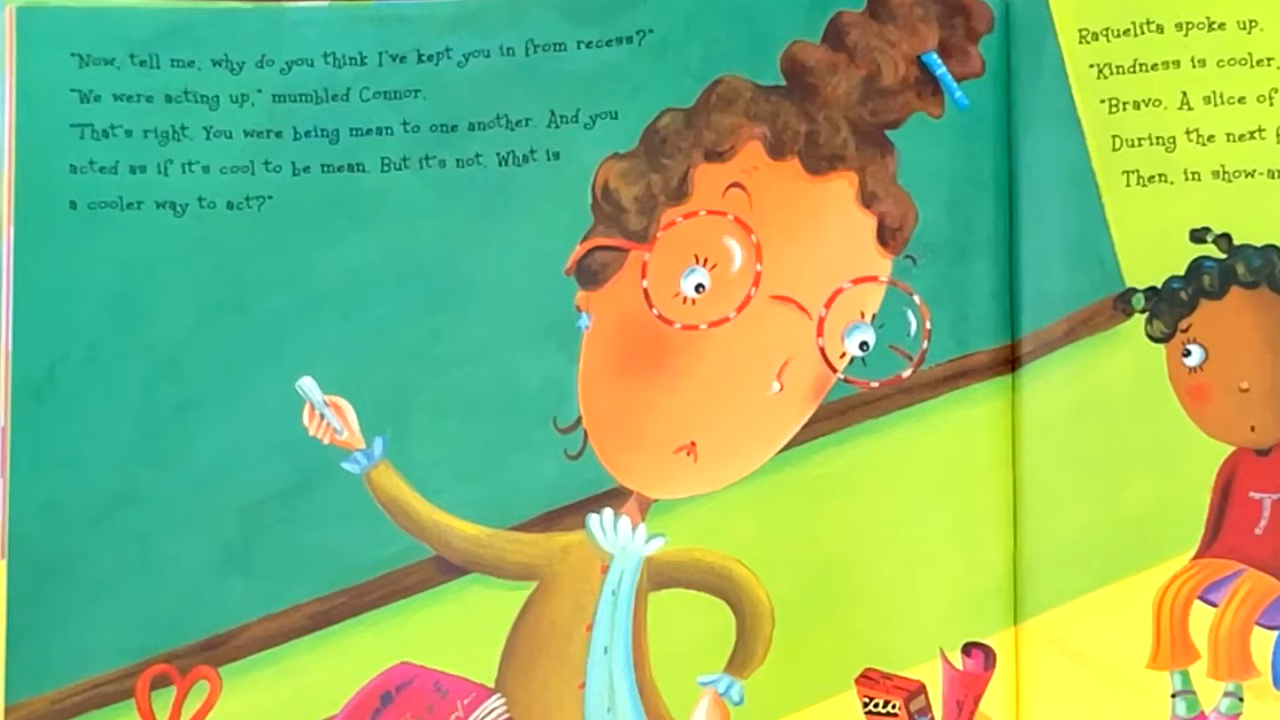 "Now, tell me, why do you think I've kept you in from recess?"
"We were acting up," mumbled Connor.
"That's right. You were being mean to one another. And you
acted as if it's cool to be mean. But it's not. What is
a cooler way to act?"
Raquelita spoke up.
"Kindness is cooler,
"Bravo. A slice of
During the next
Then, in show-an
T